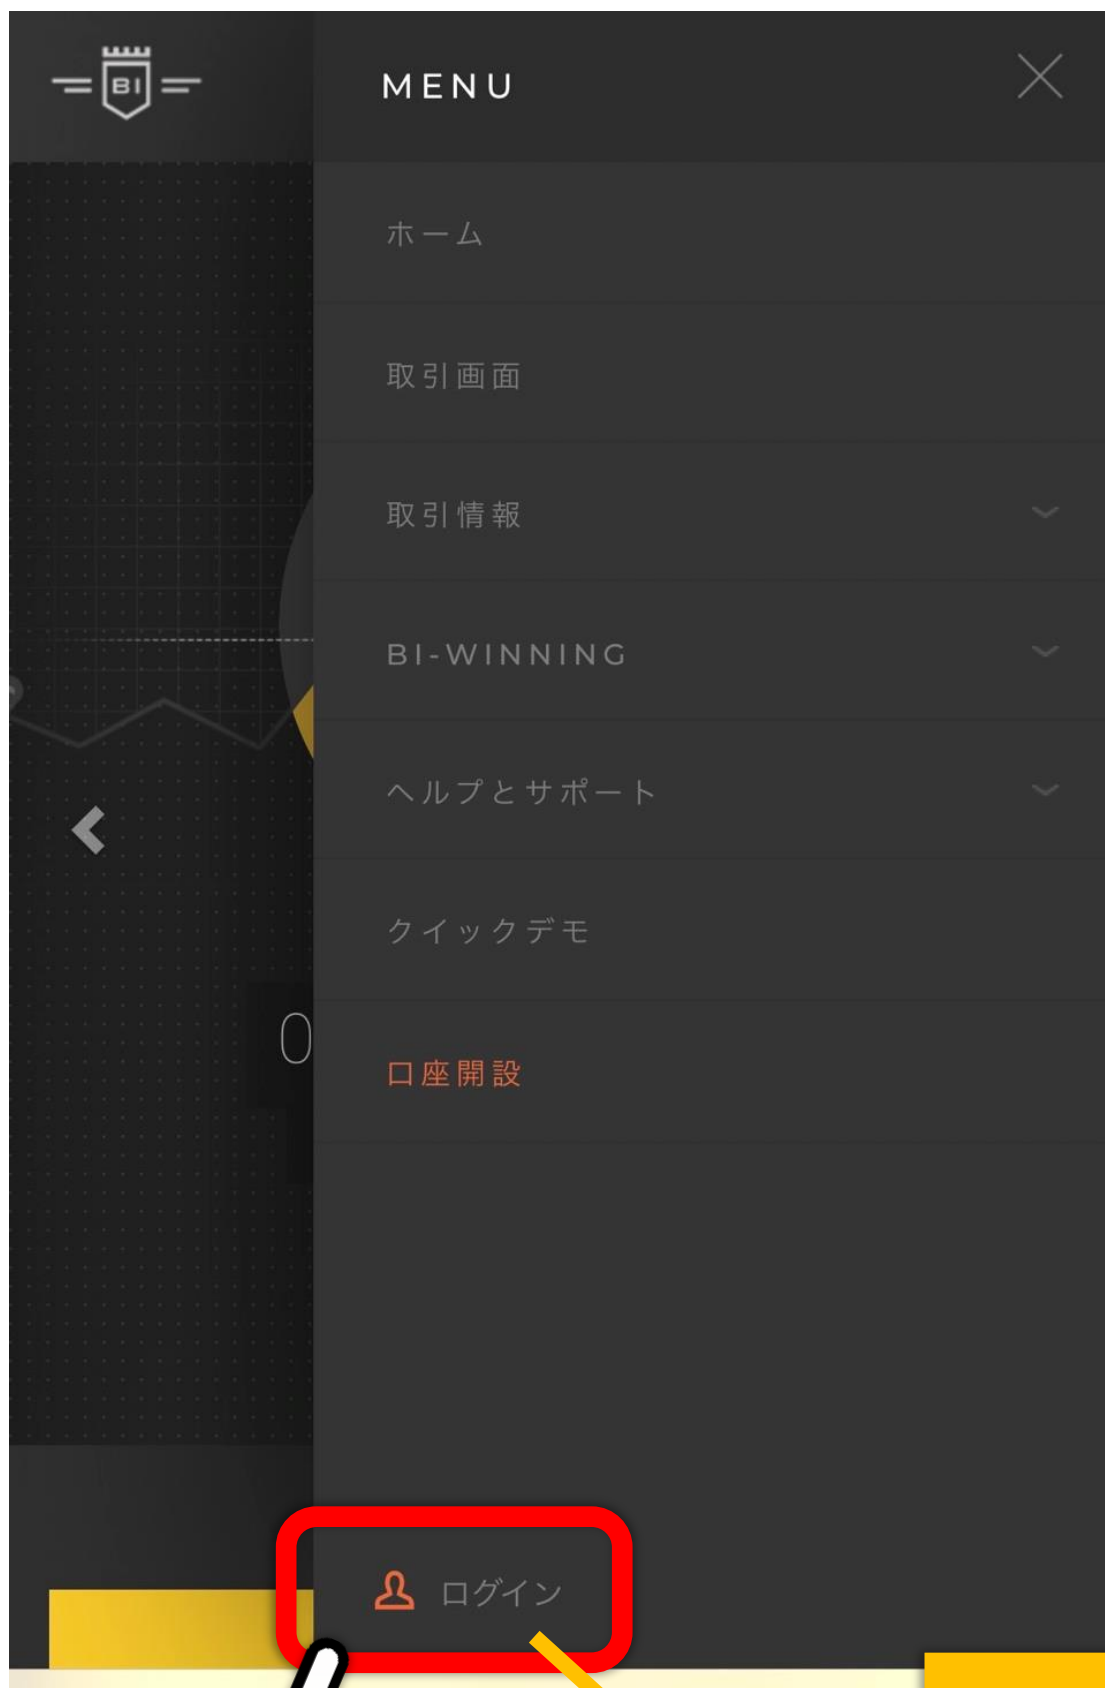 BI
MENU
ホーム
取引画面
取引情報
BI-WINNING
ヘルプとサポート
クイックデモ
0
口座開設
ログイン